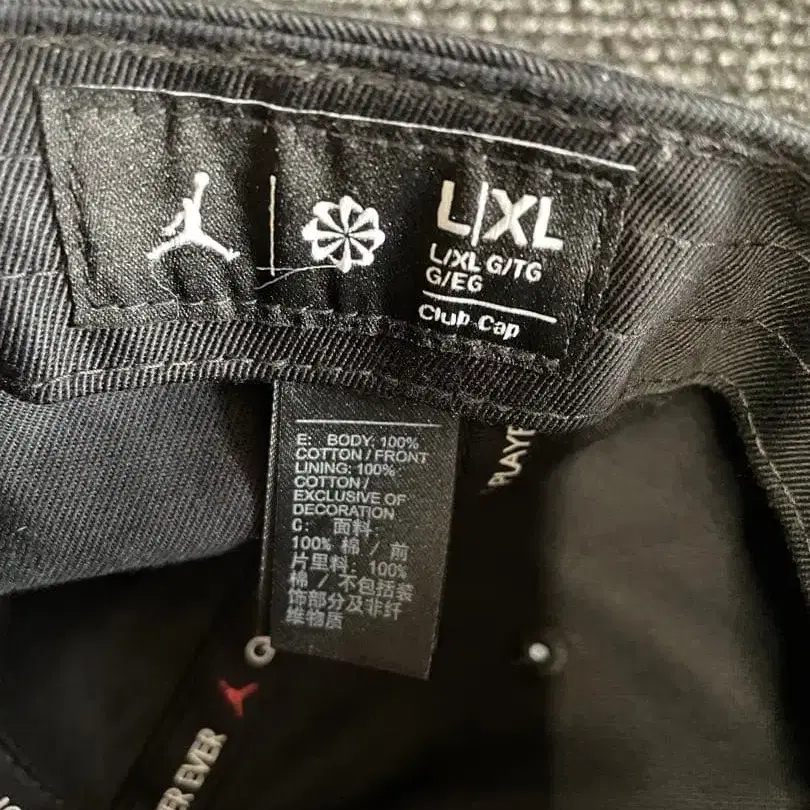 L/XL
L/XL G/TG
G/EG
Club Cap
E: BODY: 100%
COTTON / FRONT
LINING: 100%
COTTON /
EXCLUSIVE OF
DECORATION
C: 面料:
100% 棉 / 前
片里料: 100%
棉 / 不包括装
饰部分及非纤
维物质
EVER